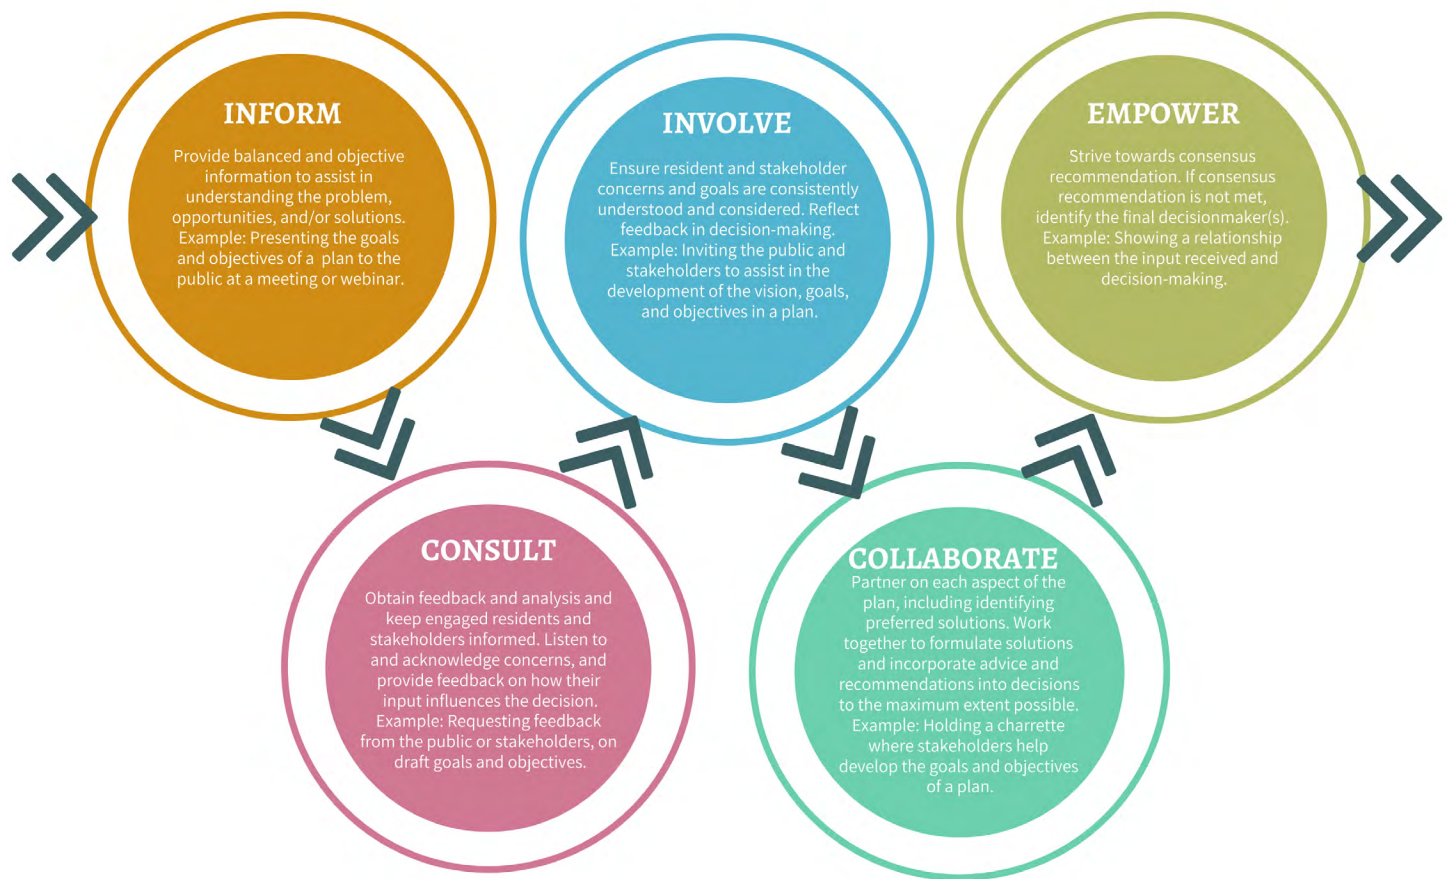 INFORM
Provide balanced and objective
information to assist in
understanding the problem,
opportunities, and/or solutions.
Example: Presenting the goals
and objectives of a plan to the
public at a meeting or webinar.
CONSULT
Obtain feedback and analysis and
keep engaged residents and
stakeholders informed. Listen to
and acknowledge concerns, and
provide feedback on how their
input influences the decision.
Example: Requesting feedback
from the public or stakeholders, on
draft goals and objectives.
INVOLVE
Ensure resident and stakeholder
concerns and goals are consistently
understood and considered. Reflect
feedback in decision-making.
Example: Inviting the public and
stakeholders to assist in the
development of the vision, goals,
and objectives in a plan.
COLLABORATE
Partner on each aspect of the
plan, including identifying
preferred solutions. Work
together to formulate solutions
and incorporate advice and
recommendations into decisions
to the maximum extent possible.
Example: Holding a charrette
where stakeholders help
develop the goals and objectives
of a plan.
EMPOWER
Strive towards consensus
recommendation. If consensus
recommendation is not met,
identify the final decisionmaker(s).
Example: Showing a relationship
between the input received and
decision-making.